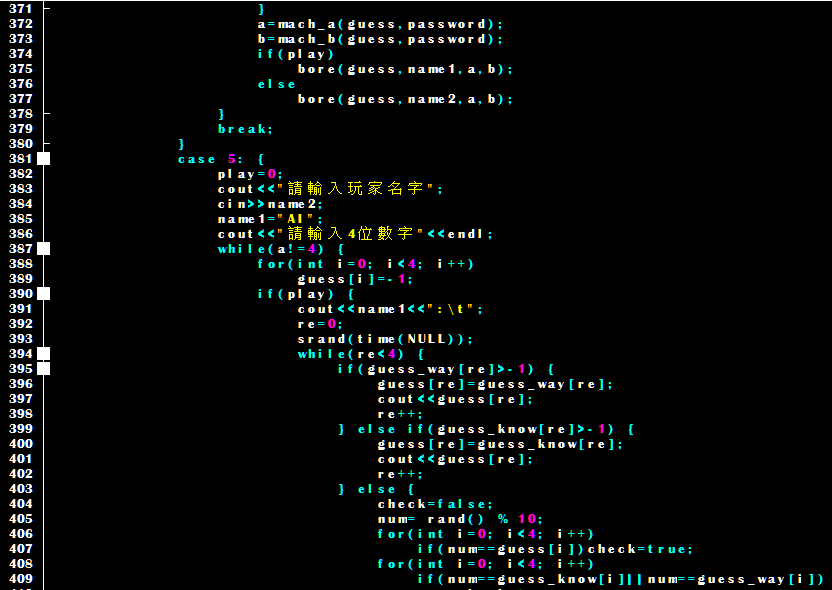 371 }
372 a=mach_a(guess,password);
373 b=mach_b(guess,password);
374 if(play)
375 bore(guess,name1,a,b);
376 else
377 bore(guess,name2,a,b);
378 }
379 break;
380 }
381 case 5: {
382 play=0;
383 cout<<"請輸入玩家名字";
384 cin>>name2;
385 name1="AI";
386 cout<<"請輸入4位數字"<<endl;
387 while(a!=4) {
388 for(int i=0; i<4; i++)
389 guess[i]=-1;
390 if(play) {
391 cout<<name1<<":\t";
392 re=0;
393 srand(time(NULL));
394 while(re<4) {
395 if(guess_way[re]>-1) {
396 guess[re]=guess_way[re];
397 cout<<guess[re];
398 re++;
399 } else if(guess_know[re]>-1) {
400 guess[re]=guess_know[re];
401 cout<<guess[re];
402 re++;
403 } else {
404 check=false;
405 num= rand() % 10;
406 for(int i=0; i<4; i++)
407 if(num==guess[i])check=true;
408 for(int i=0; i<4; i++)
409 if(num==guess_know[i]||num==guess_way[i])